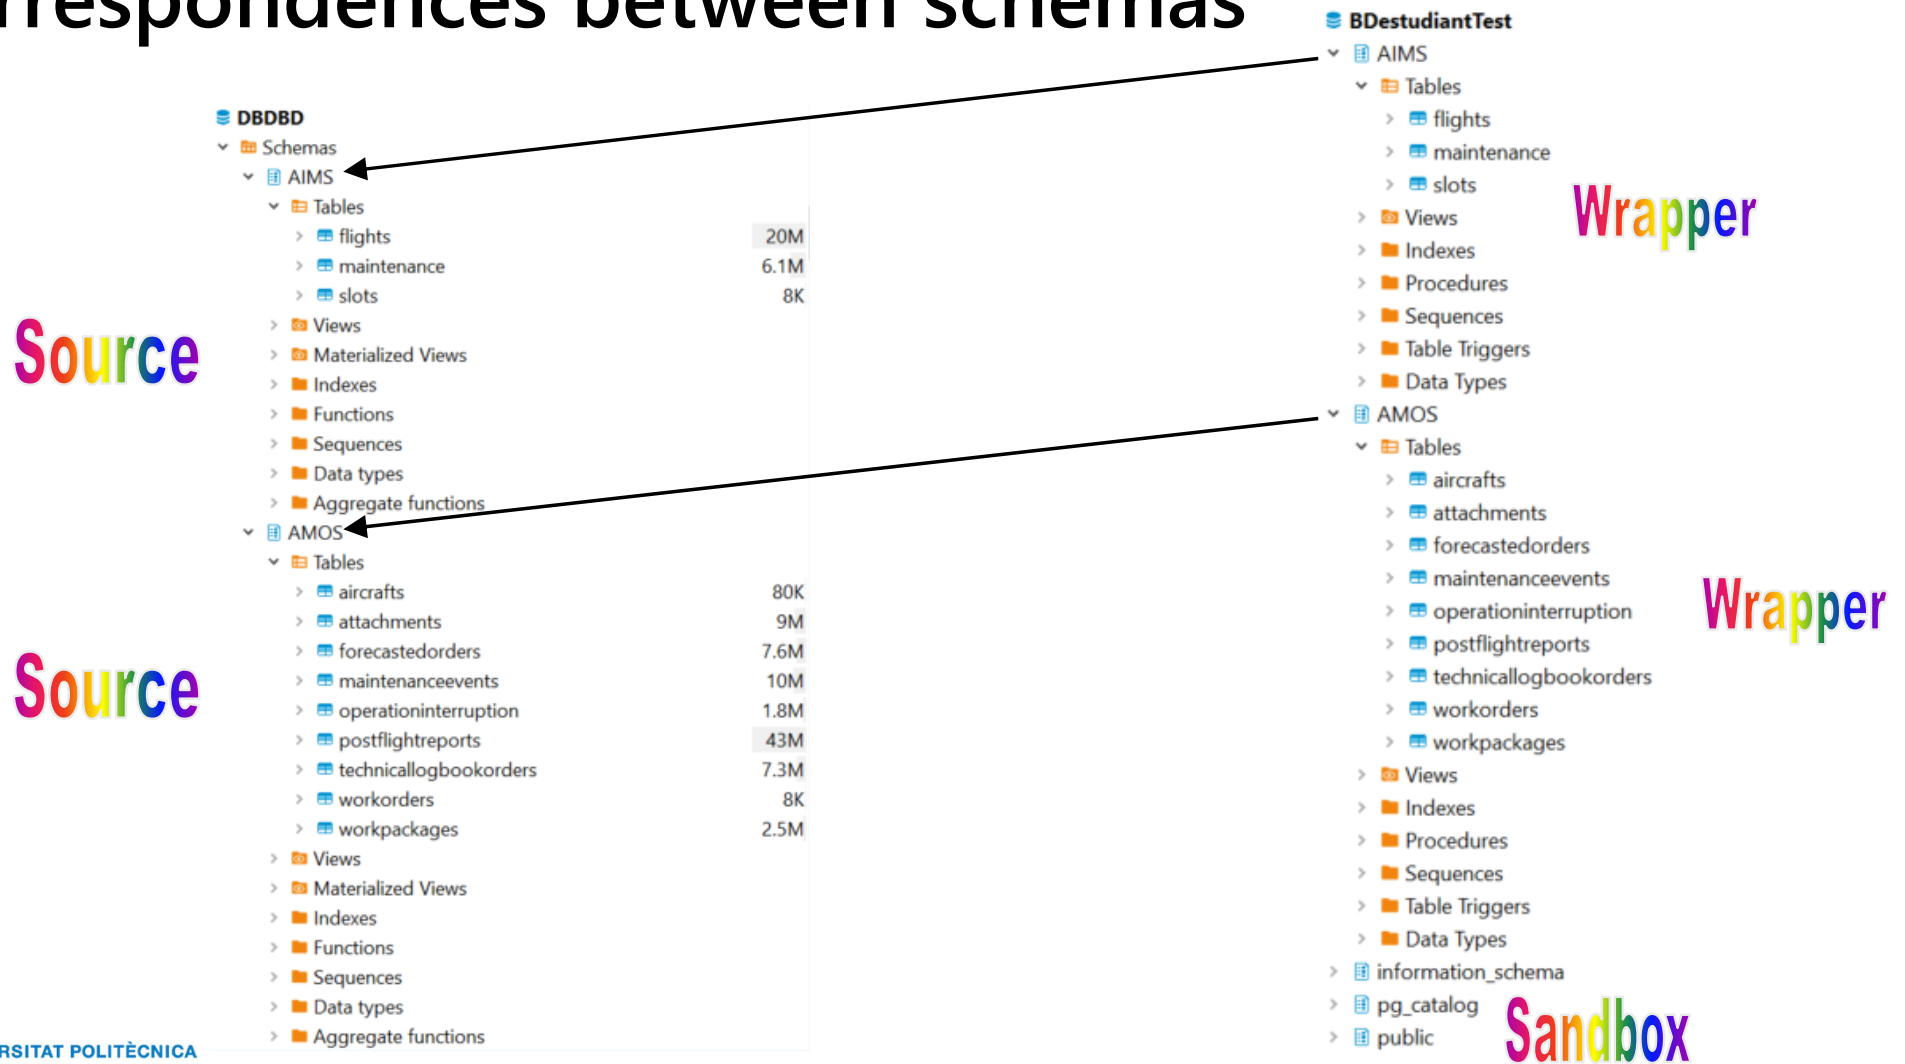 rrespondences between schemas
DBDBD
Schemas
AIMS
Tables
flights 20M
maintenance 6.1M
slots 8K
Views
Materialized Views
Indexes
Functions
Sequences
Data types
Aggregate functions
AMOS
Tables
aircrafts 80K
attachments 9M
forecastedorders 7.6M
maintenanceevents 10M
operationinterruption 1.8M
postflightreports 43M
technicallogbookorders 7.3M
workorders 8K
workpackages 2.5M
Views
Materialized Views
Indexes
Functions
Sequences
Data types
Aggregate functions
Source
Source
BDestudiantTest
AIMS
Tables
flights
maintenance
slots
Views
Indexes
Procedures
Sequences
Table Triggers
Data Types
AMOS
Tables
aircrafts
attachments
forecastedorders
maintenanceevents
operationinterruption
postflightreports
technicallogbookorders
workorders
workpackages
Views
Indexes
Procedures
Sequences
Table Triggers
Data Types
information_schema
pg_catalog
public
Wrapper
Wrapper
Sandbox
RSITAT POLITÈCNICA